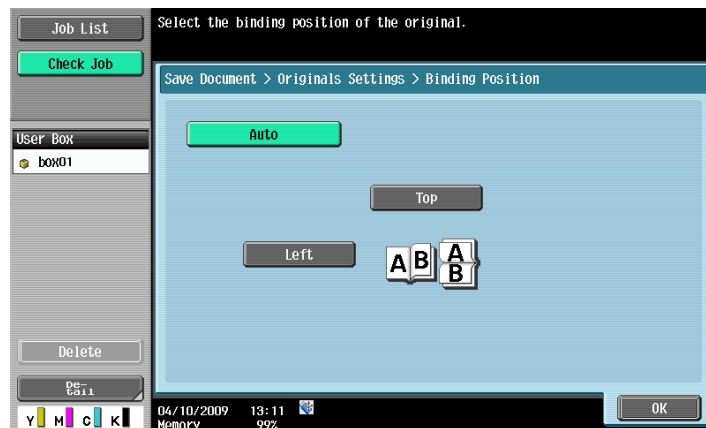 Job List
Select the binding position of the original.
Check Job
Save Document > Originals Settings > Binding Position
User Box
box01
Auto
Top
Left
A B A
B
Delete
De-
tail
Y M C K
04/10/2009 13:11
Memory 99%
OK